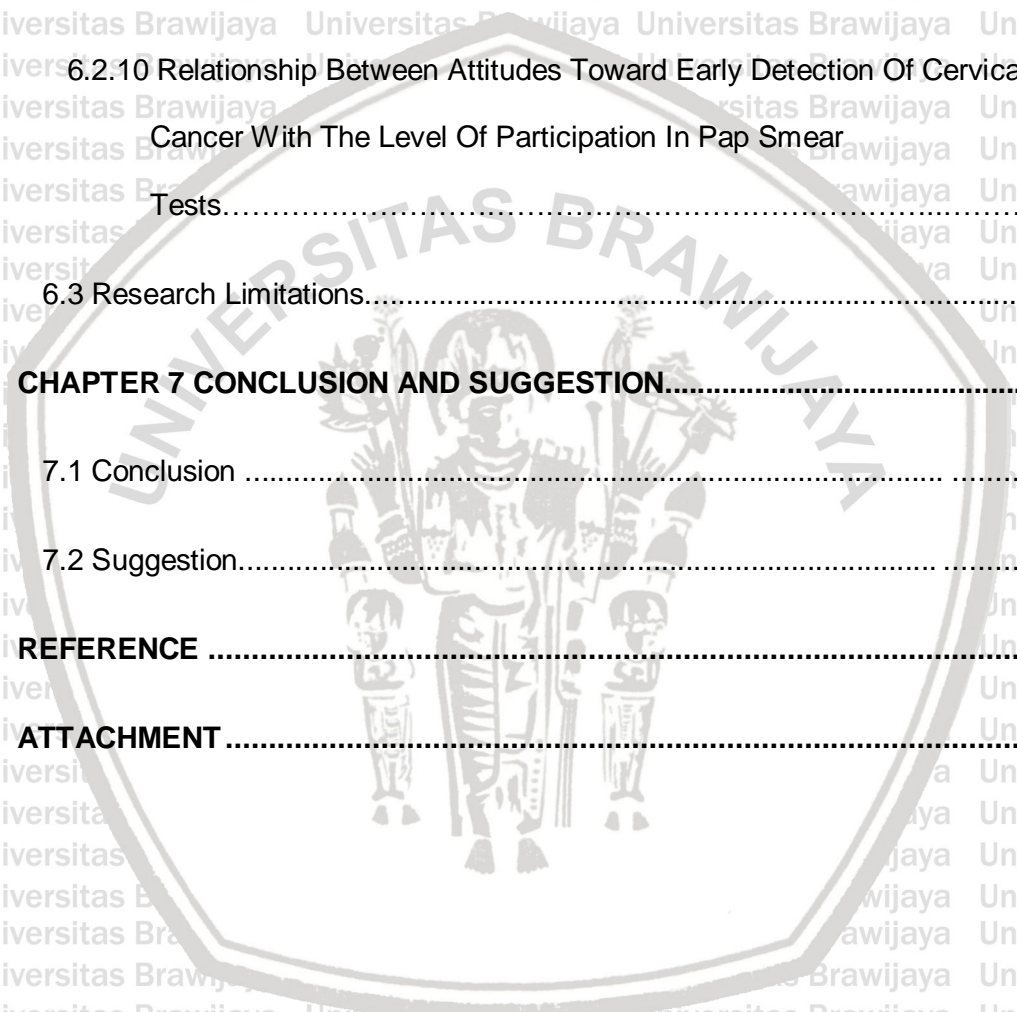 6.2.10 Relationship Between Attitudes Toward Early Detection Of Cervica
Cancer With The Level Of Participation In Pap Smear
Tests.................................................................................
6.3 Research Limitations.................................................................................
CHAPTER 7 CONCLUSION AND SUGGESTION.......................................
7.1 Conclusion ........................................................................ .......
7.2 Suggestion........................................................................ .......
REFERENCE .................................................................................
ATTACHMENT .................................................................................
UNIVERSITAS BRAWIJAYA